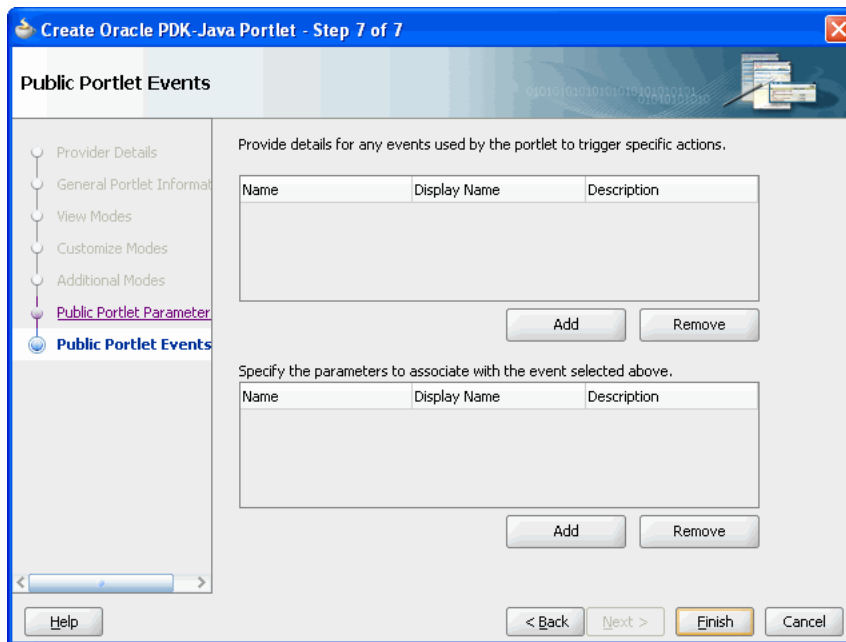 Create Oracle PDK-Java Portlet - Step 7 of 7
Public Portlet Events
Provider Details
General Portlet Informat
View Modes
Customize Modes
Additional Modes
Public Portlet Parameter
Public Portlet Events
Provide details for any events used by the portlet to trigger specific actions.
Name Display Name Description
Add Remove
Specify the parameters to associate with the event selected above.
Name Display Name Description
Add Remove
Help < Back Next > Finish Cancel